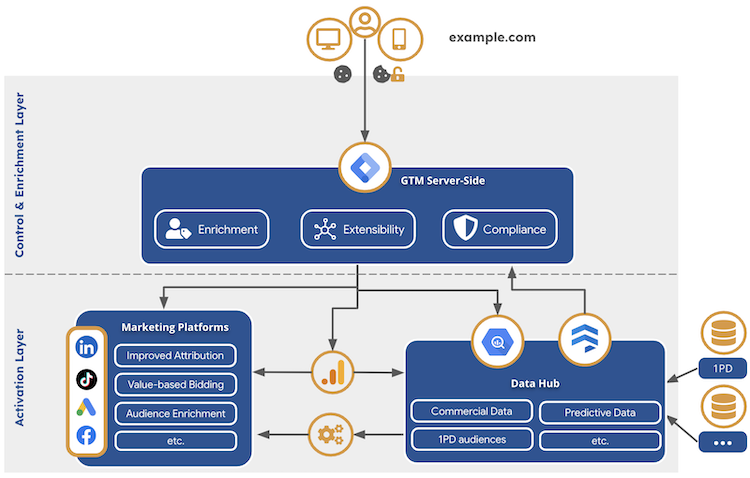 example.com
Control & Enrichment Layer
GTM Server-Side
Enrichment
Extensibility
Compliance
Activation Layer
Marketing Platforms
Improved Attribution
Value-based Bidding
Audience Enrichment
etc.
Data Hub
Commercial Data
Predictive Data
1PD audiences
etc.
1PD